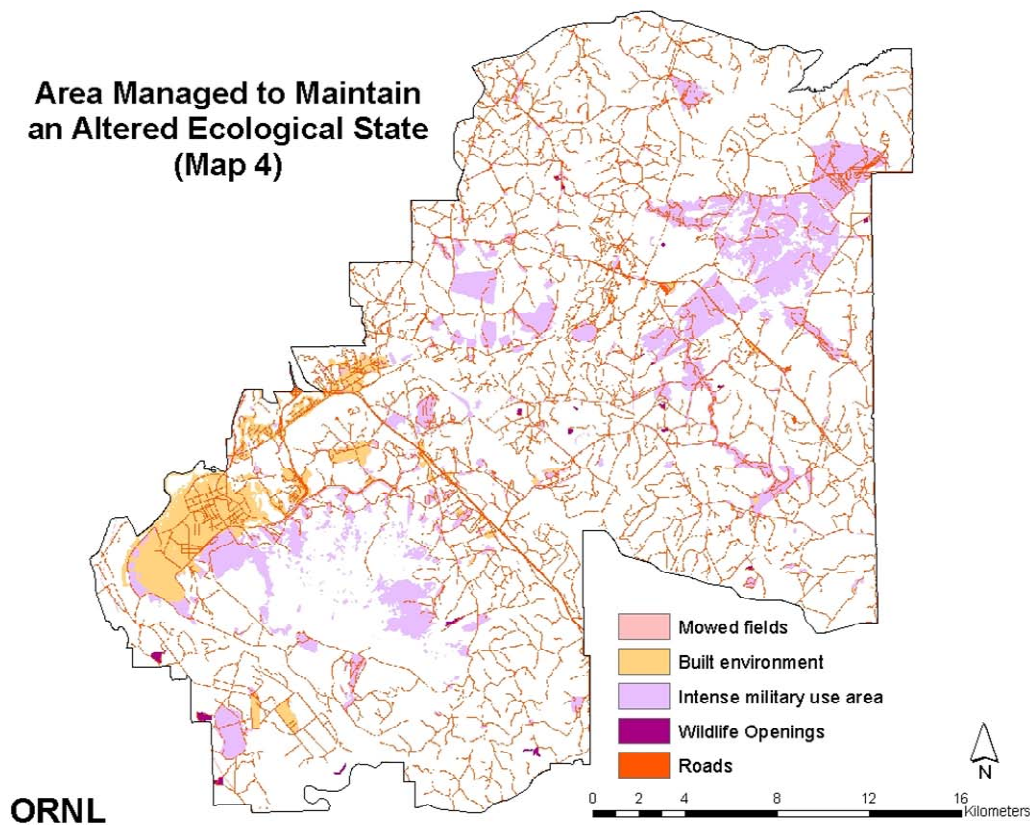 Area Managed to Maintain
an Altered Ecological State
(Map 4)
Mowed fields
Built environment
Intense military use area
Wildlife Openings
Roads
N
ORNL
0 2 4 8 12 16
Kilometers